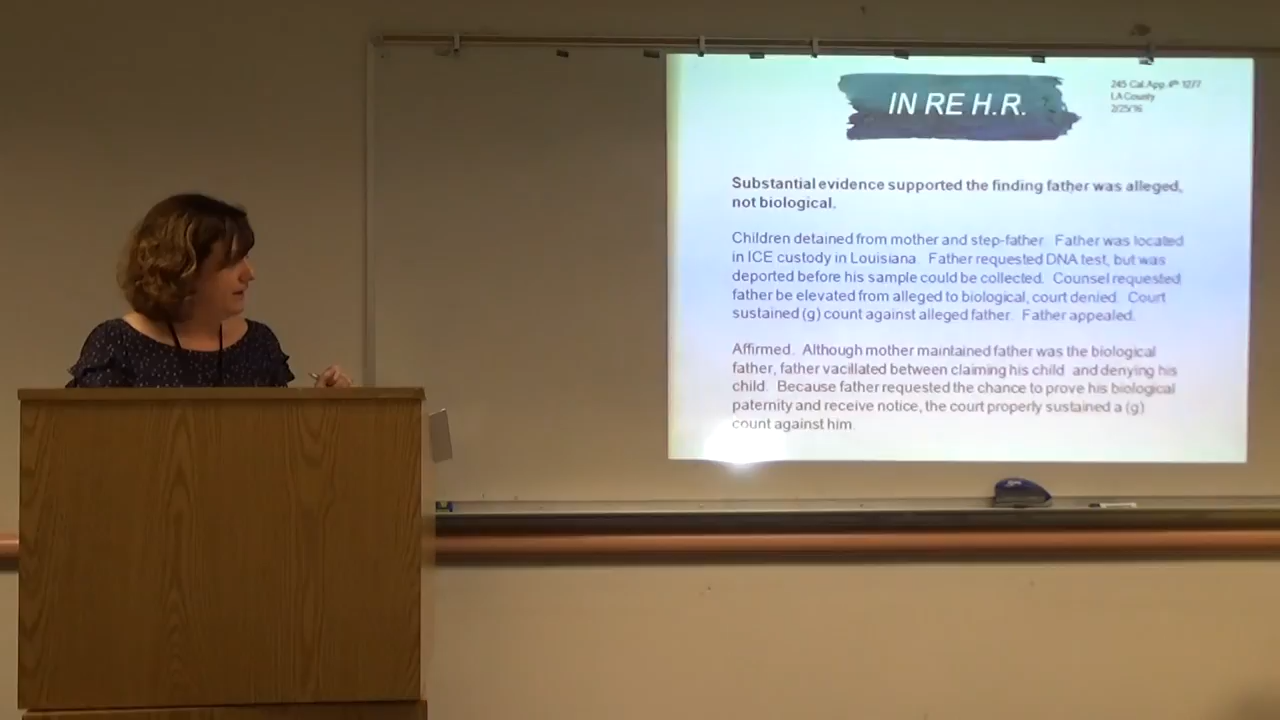 IN RE H.R.
245 Cal.App. 4th 1277
LA County
2/25/16
Substantial evidence supported the finding father was alleged,
not biological.
Children detained from mother and step-father. Father was located
in ICE custody in Louisiana. Father requested DNA test, but was
deported before his sample could be collected. Counsel requested
father be elevated from alleged to biological, court denied. Court
sustained (g) count against alleged father. Father appealed.
Affirmed. Although mother maintained father was the biological
father, father vacillated between claiming his child and denying his
child. Because father requested the chance to prove his biological
paternity and receive notice, the court properly sustained a (g)
count against him.